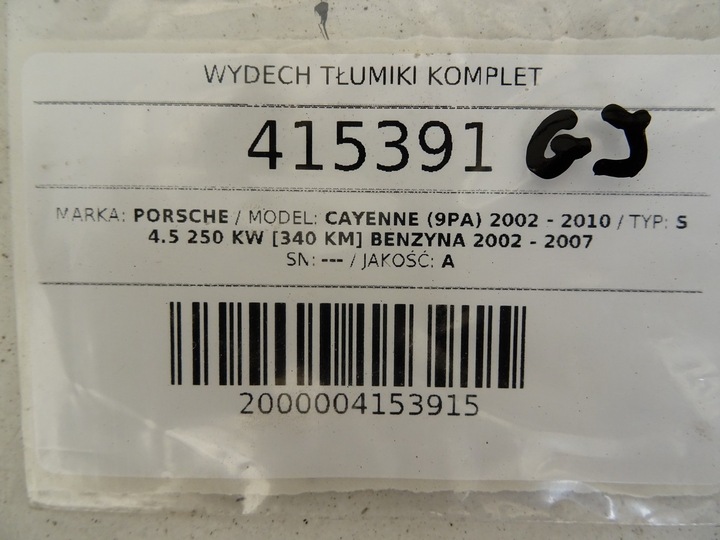 WYDECH TŁUMIKI KOMPLET
415391 GJ
MARKA: PORSCHE / MODEL: CAYENNE (9PA) 2002 - 2010 / TYP: S
4.5 250 KW [340 KM] BENZYNA 2002 - 2007
SN: --- / JAKOŚĆ: A
2000004153915